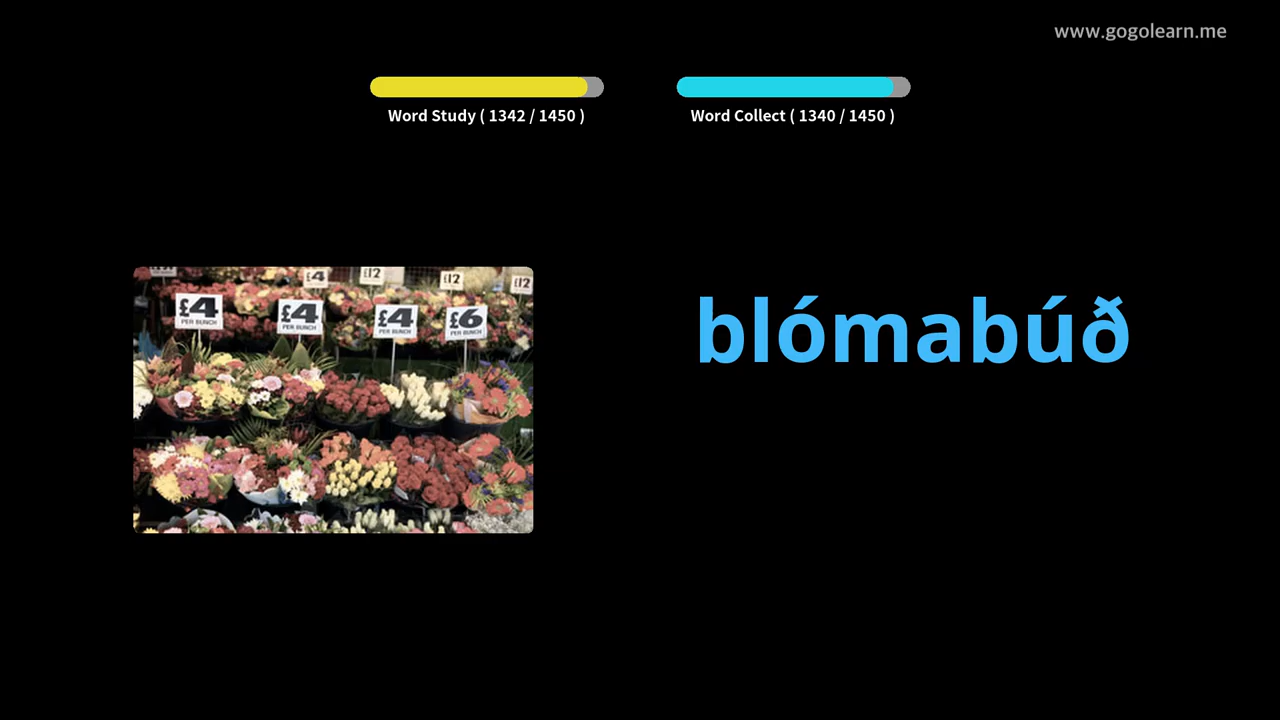 www.gogolearn.me
Word Study ( 1342 / 1450 )
Word Collect ( 1340 / 1450 )
£4
£12
£12
£12
£4
PER BUNCH
£4
PER BUNCH
£4
PER BUNCH
£6
PER BUNCH
blómabúð